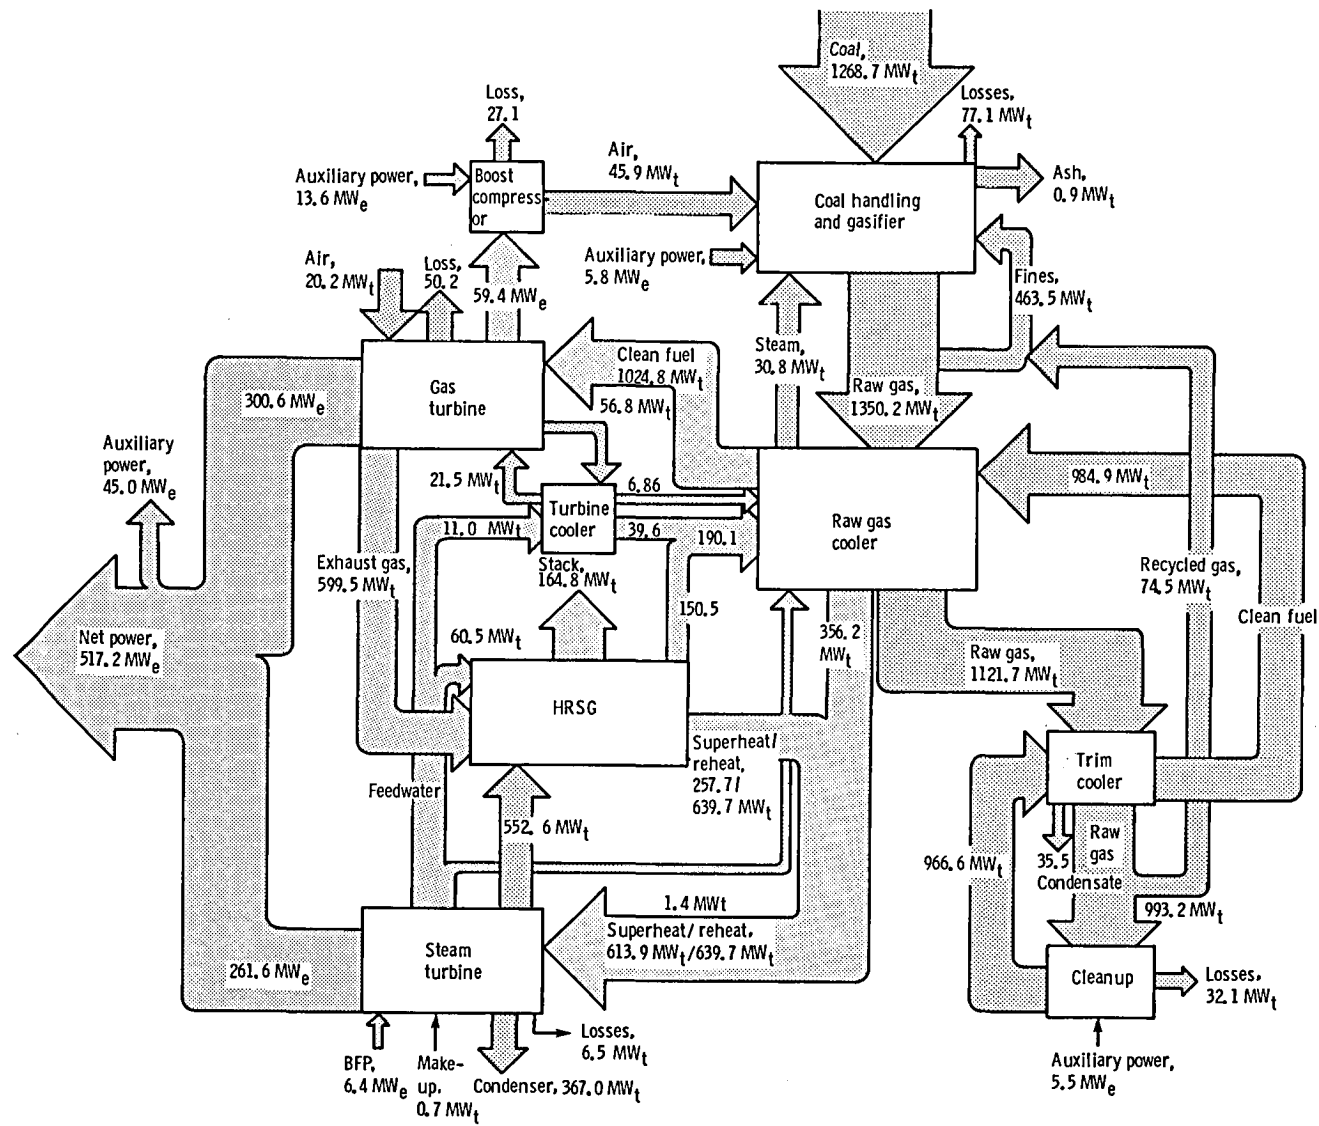 Coal,
1268.7 MWt
Loss,
27.1
Losses,
77.1 MWt
Auxiliary power,
13.6 MWe
Boost
compress-
or
Air,
45.9 MWt
Coal handling
and gasifier
Ash,
0.9 MWt
Air,
20.2 MWt
Loss,
50.2
59.4 MWe
Auxiliary power,
5.8 MWe
Fines,
463.5 MWt
Clean fuel
1024.8 MWt
Steam,
30.8 MWt
Raw gas,
1350.2 MWt
Gas
turbine
300.6 MWe
56.8 MWt
Auxiliary
power,
45.0 MWe
21.5 MWt
6.86
984.9 MWt
Turbine
cooler
11.0 MWt
39.6
190.1
Raw gas
cooler
Exhaust gas,
599.5 MWt
Stack,
164.8 MWt
Recycled gas,
74.5 MWt
150.5
Clean fuel
Net power,
517.2 MWe
60.5 MWt
356.2
MWt
Raw gas,
1121.7 MWt
HRSG
Superheat/
reheat,
257.7/
639.7 MWt
Trim
cooler
Feedwater
552.6 MWt
966.6 MWt
35.5
Condensate
Raw
gas
993.2 MWt
1.4 MWt
Superheat/reheat,
613.9 MWt/639.7 MWt
Steam
turbine
261.6 MWe
Cleanup
Losses,
32.1 MWt
Losses,
6.5 MWt
BFP,
6.4 MWe
Make-
up,
0.7 MWt
Condenser, 367.0 MWt
Auxiliary power,
5.5 MWe